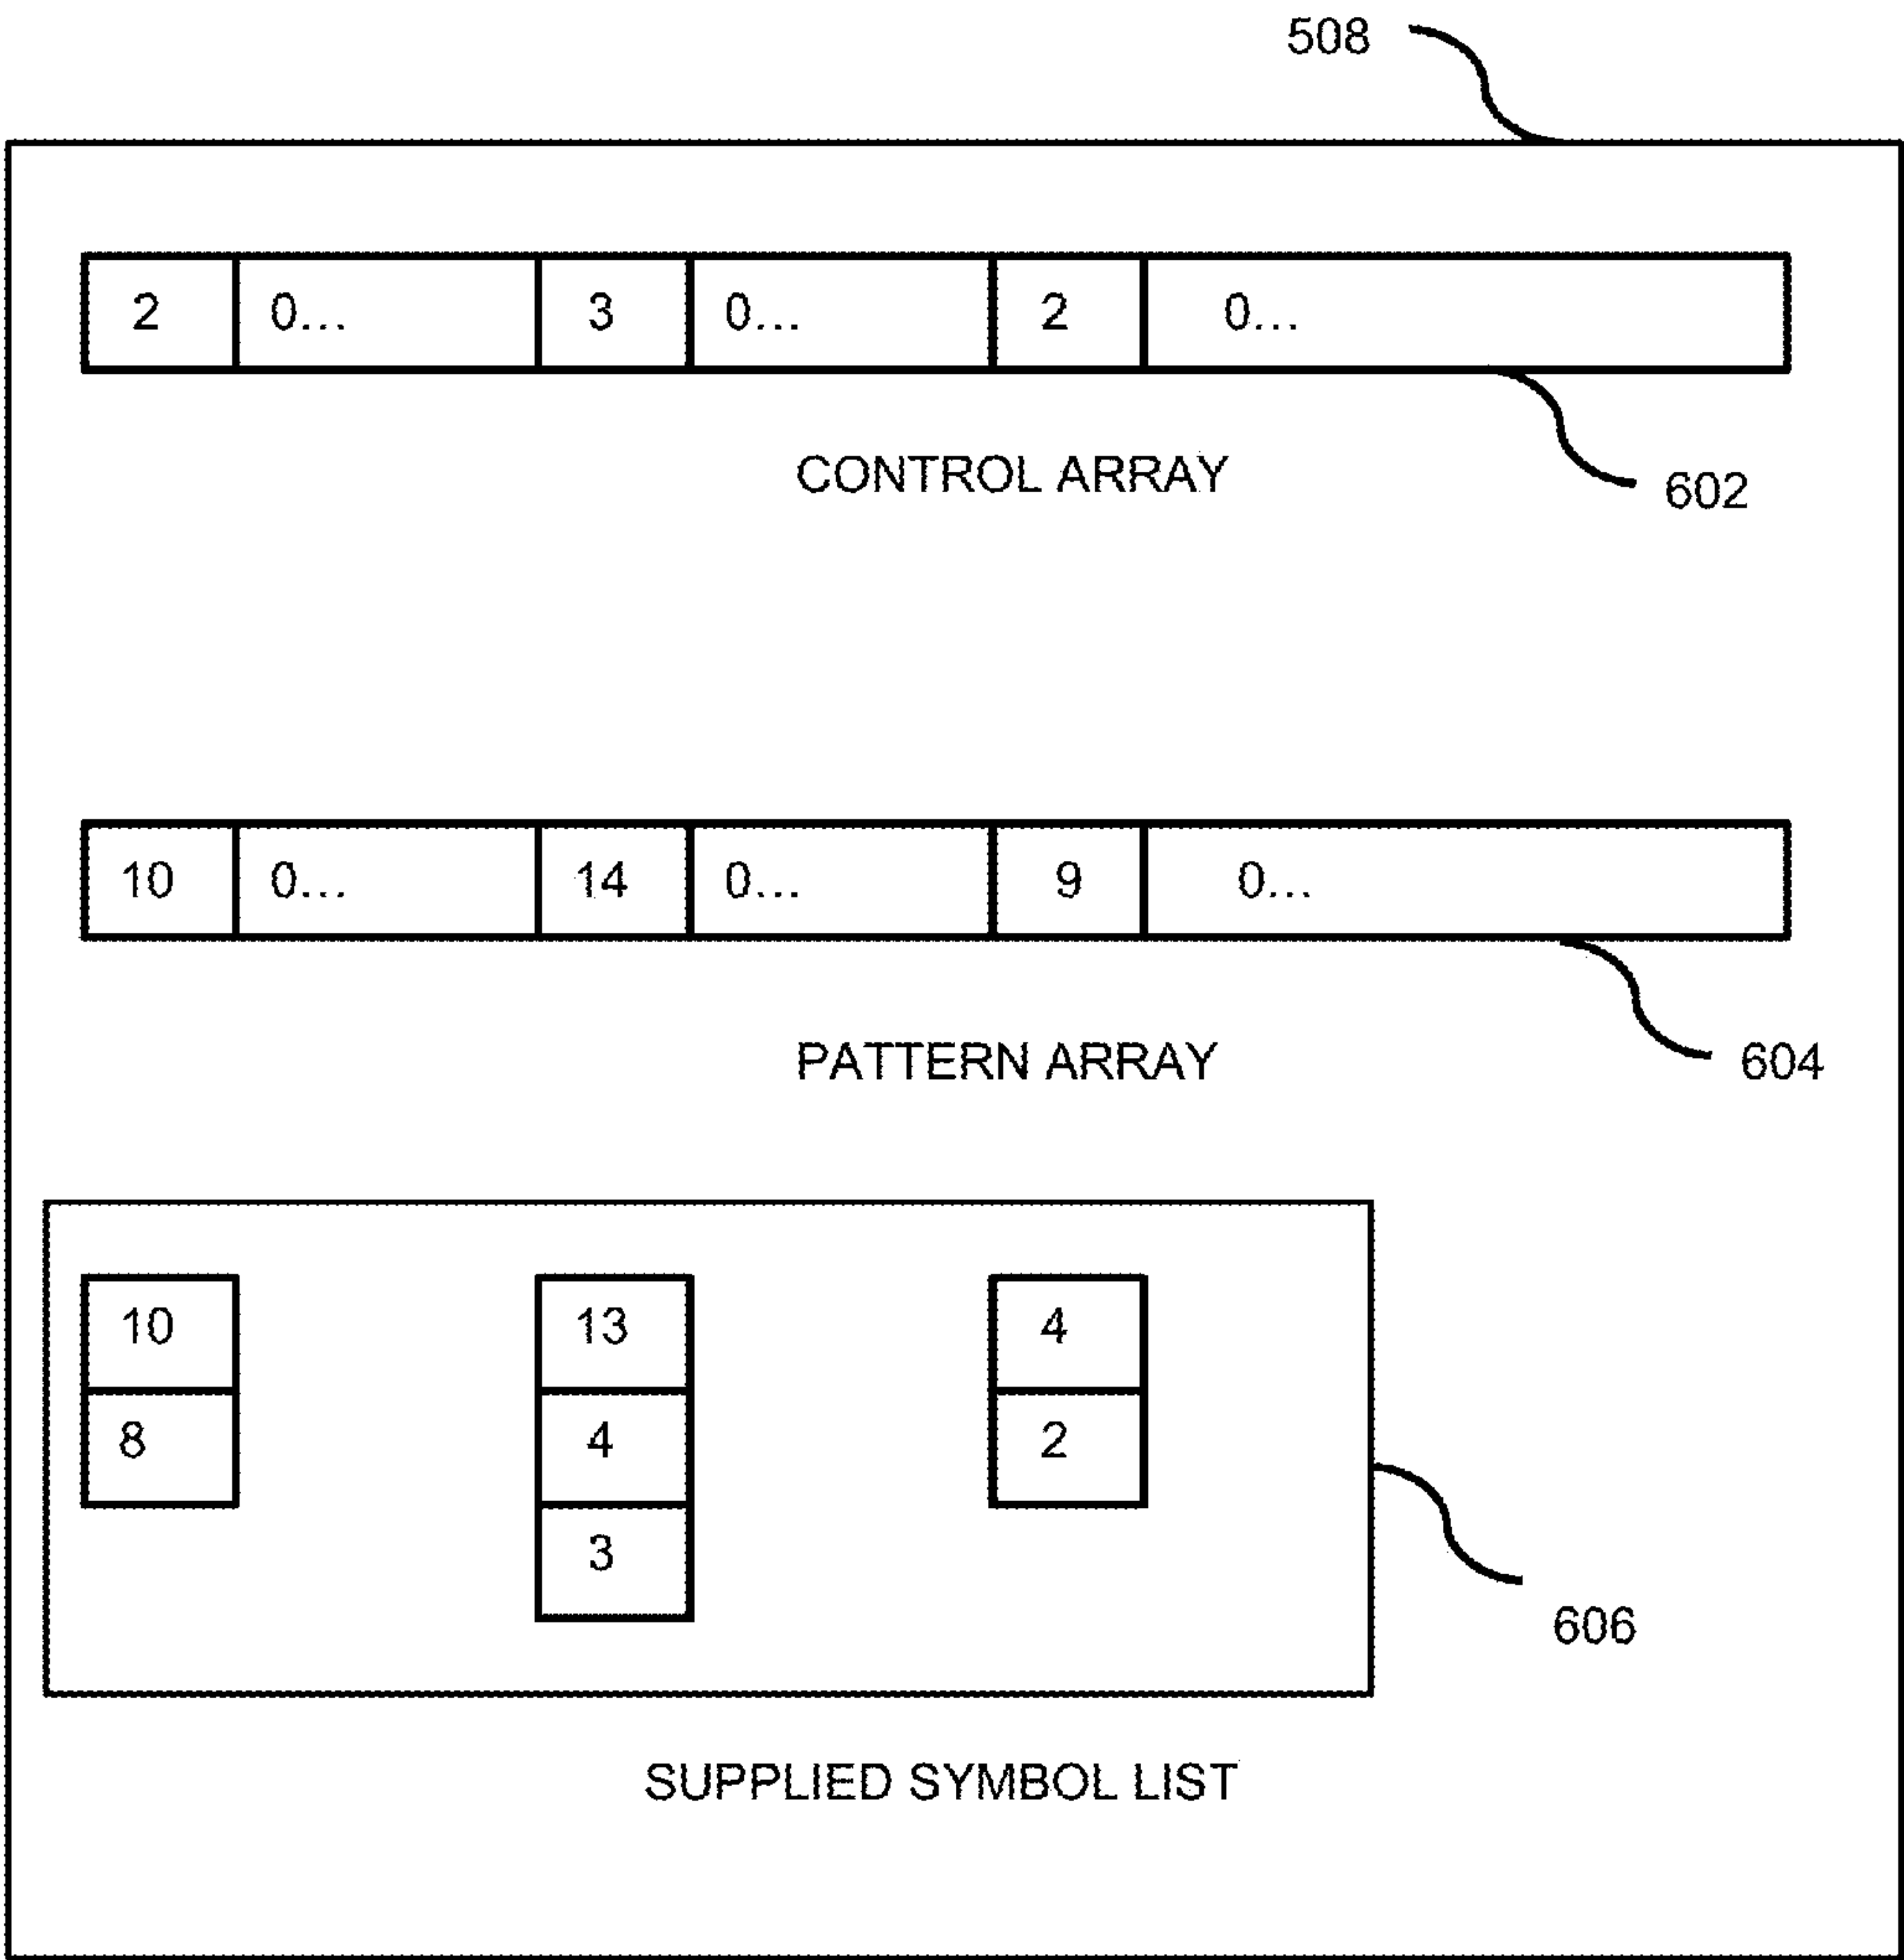 508
2 0... 3 0... 2 0...
CONTROL ARRAY
602
10 0... 14 0... 9 0...
PATTERN ARRAY
604
10 13 4
8 4 2
3
606
SUPPLIED SYMBOL LIST